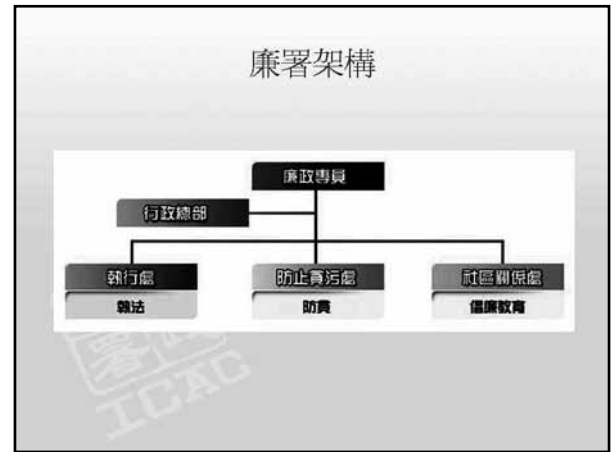 廉署架構
廉政專員
行政總部
執行處
防止貪污處
社區關係處
執法
防貪
倡廉教育
ICAC